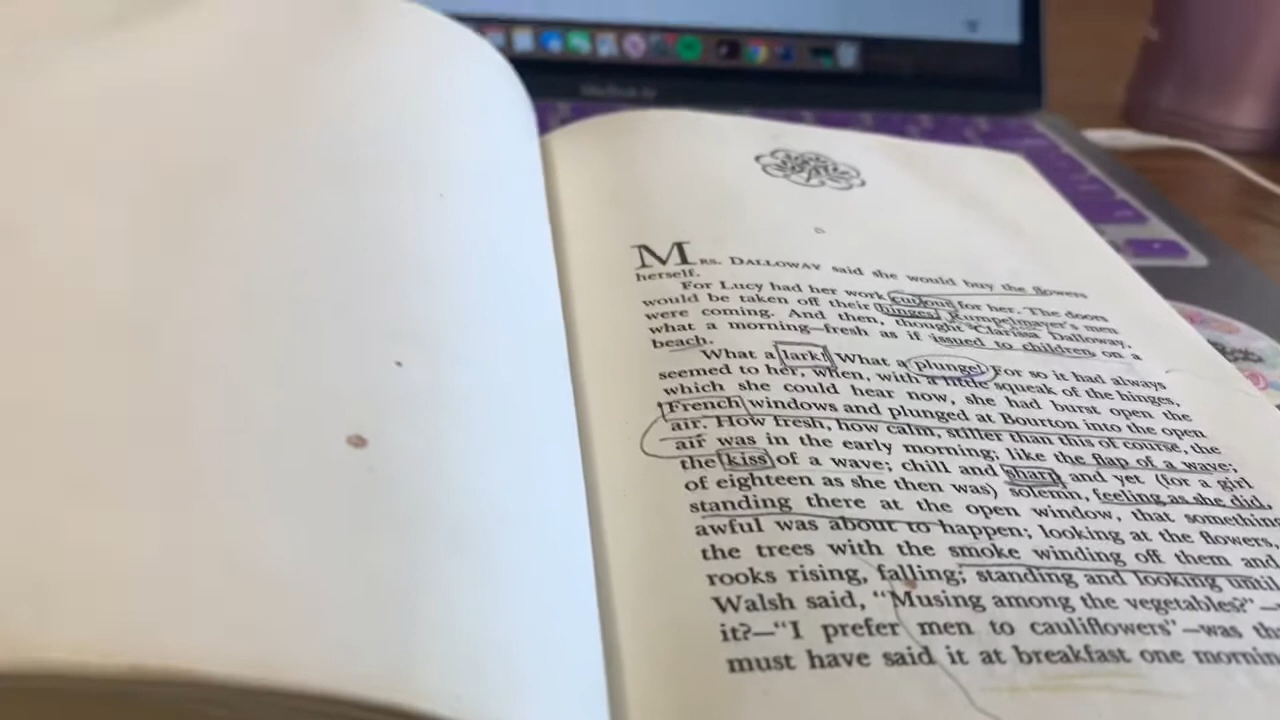 MacBook Air
MRS. DALLOWAY said she would buy the flowers
herself.
For Lucy had her work cut out for her. The doors
would be taken off their hinges; Rumpelmayer's men
were coming. And then, thought Clarissa Dalloway,
what a morning—fresh as if issued to children on a
beach.
What a lark! What a plunge! For so it had always
seemed to her, when, with a little squeak of the hinges,
which she could hear now, she had burst open the
French windows and plunged at Bourton into the open
air. How fresh, how calm, stiller than this of course, the
air was in the early morning; like the flap of a wave;
the kiss of a wave; chill and sharp and yet (for a girl
of eighteen as she then was) solemn, feeling as she did,
standing there at the open window, that something
awful was about to happen; looking at the flowers,
the trees with the smoke winding off them and
rooks rising, falling; standing and looking until
Walsh said, "Musing among the vegetables?"—
it?—"I prefer men to cauliflowers"—was
must have said it at breakfast one